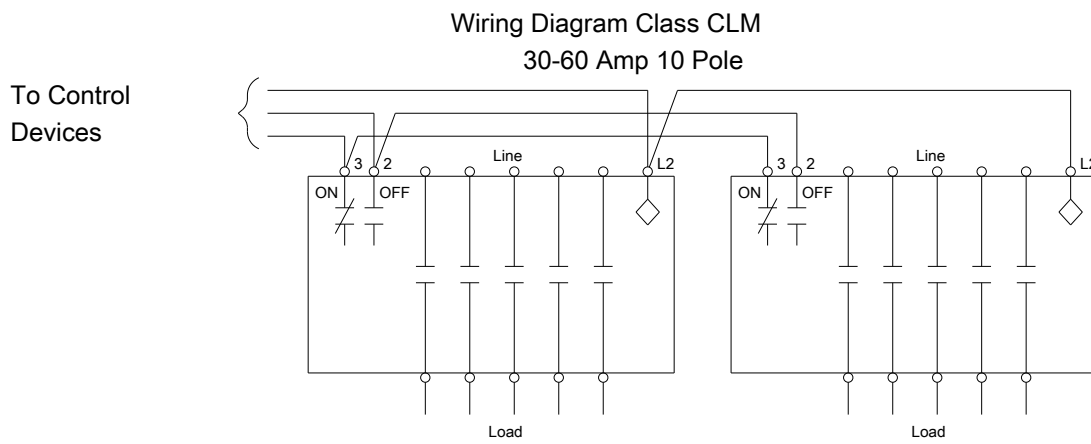 Wiring Diagram Class CLM
30-60 Amp 10 Pole
To Control
Devices
3 2 Line L2
3 2 Line L2
ON OFF
ON OFF
Load
Load